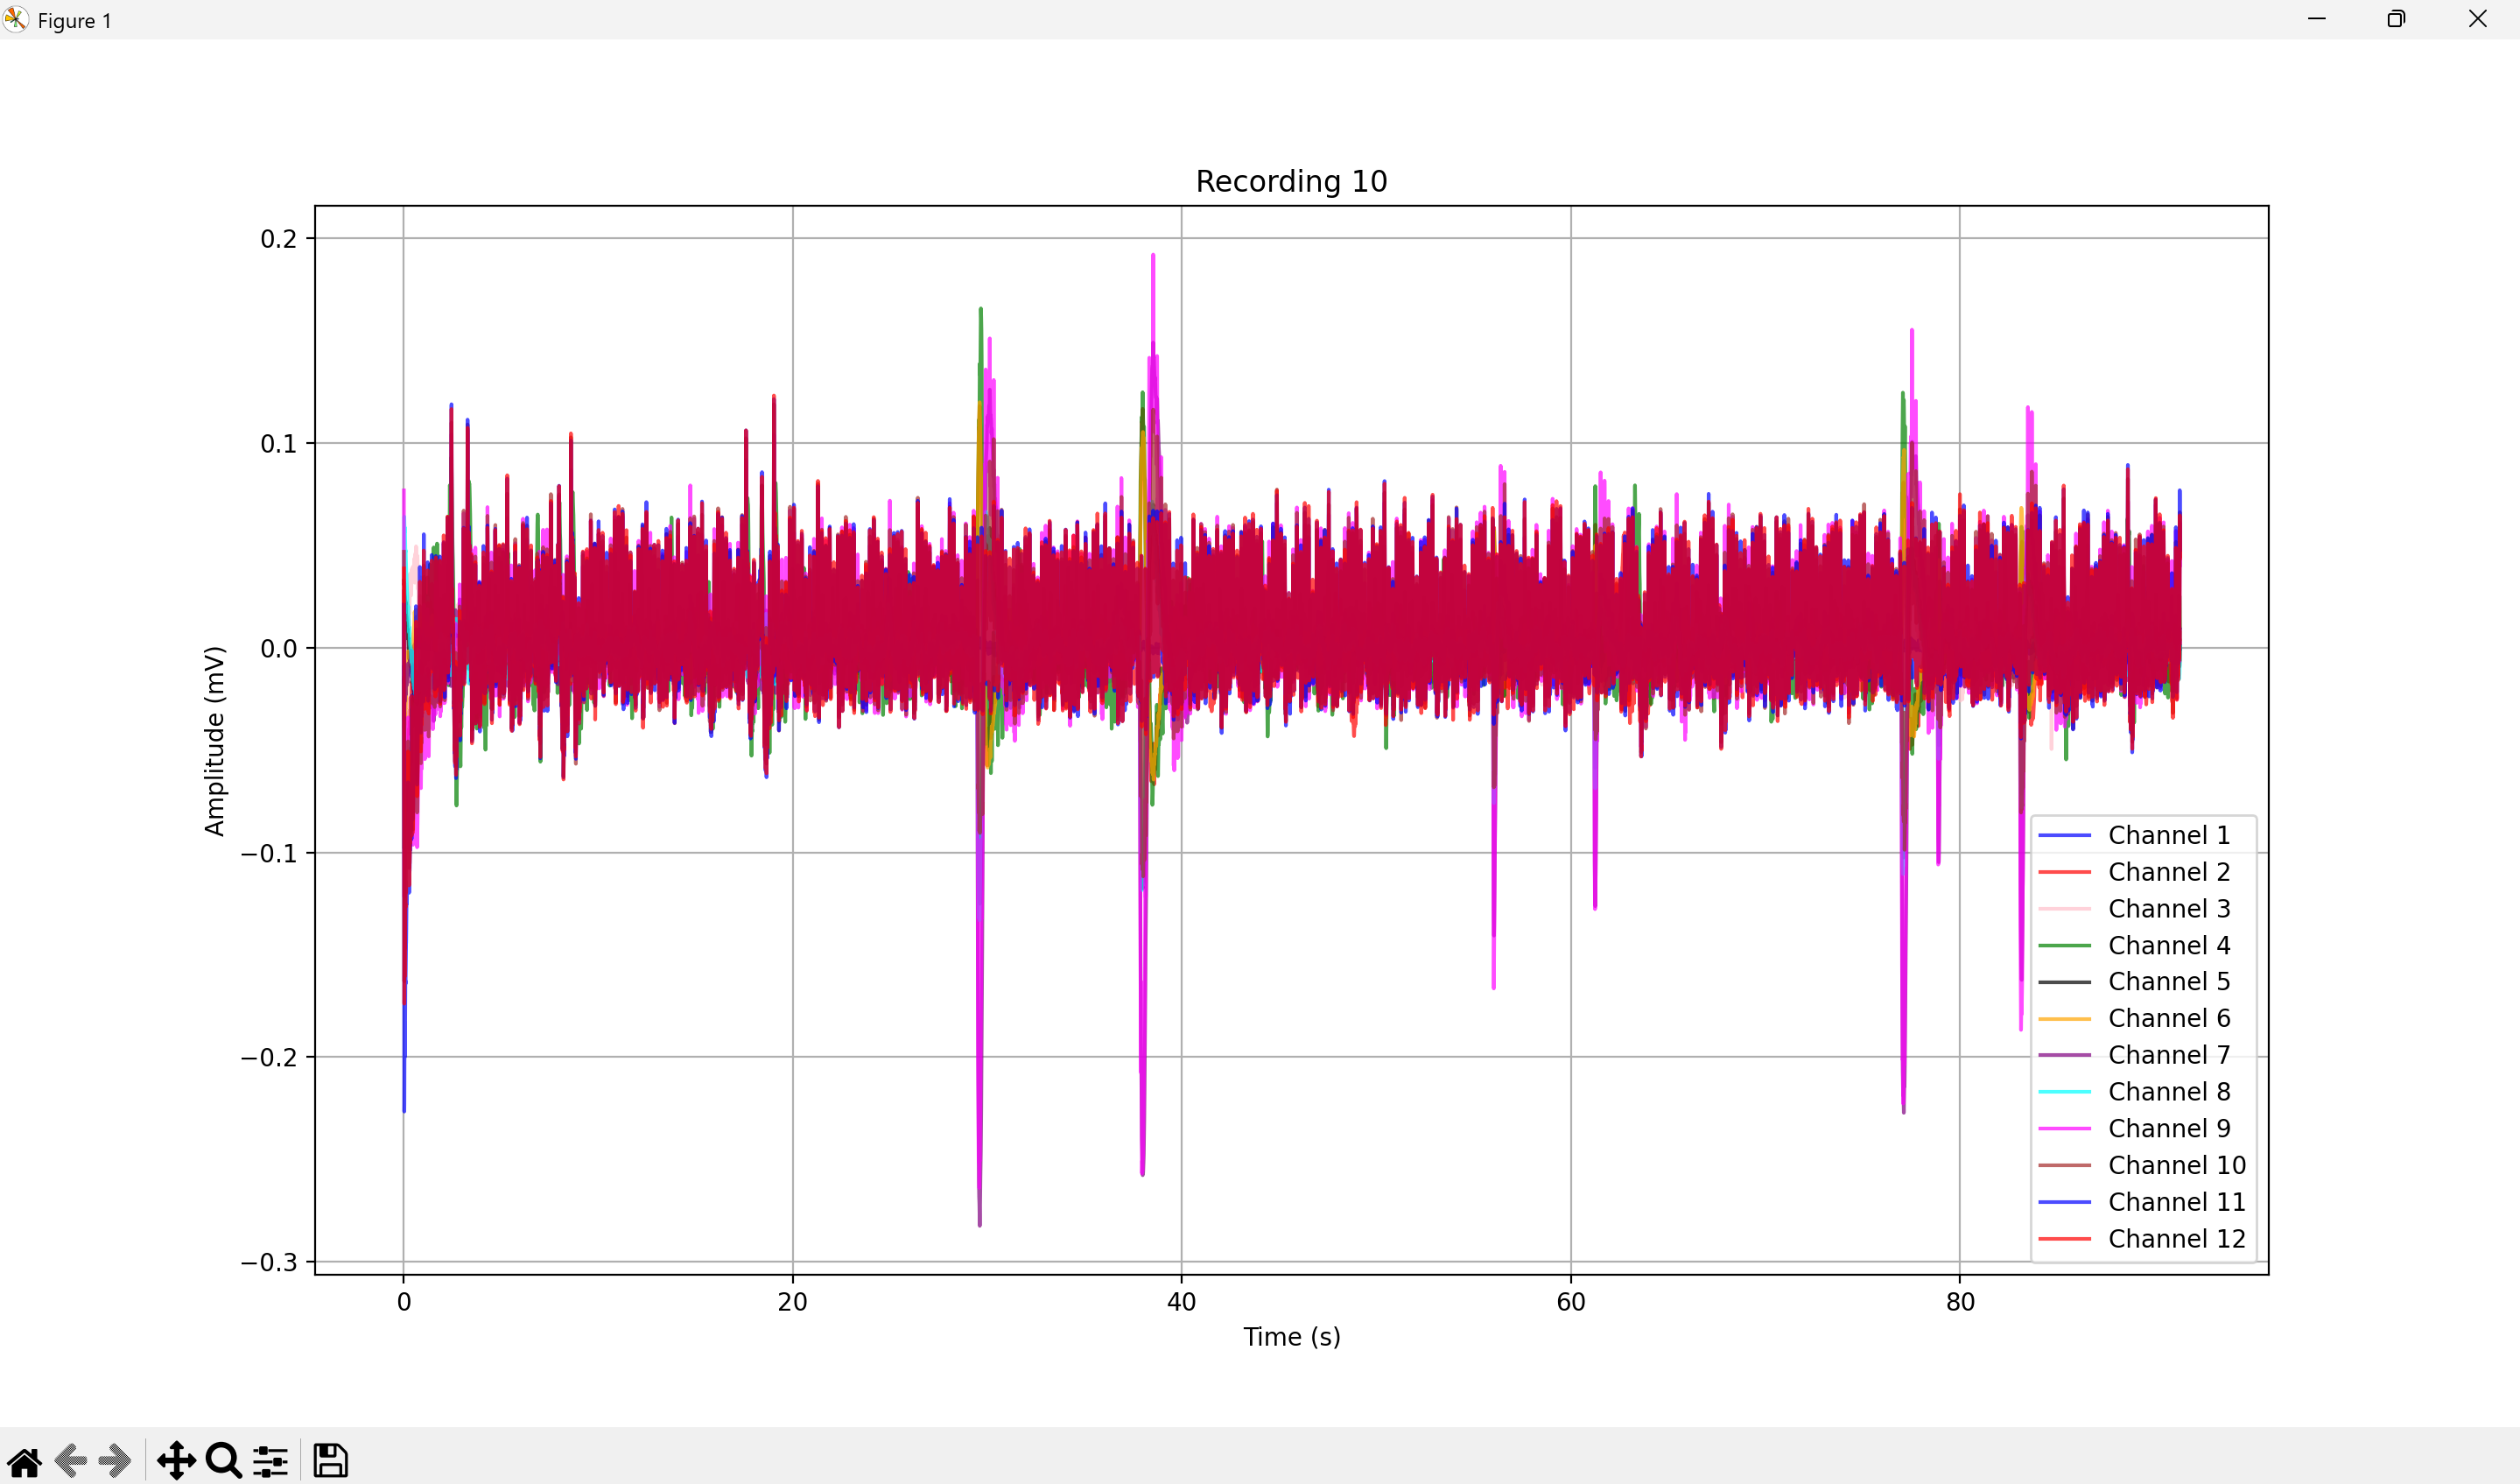 Figure 1
Recording 10
0.2
0.1
0.0
−0.1
−0.2
−0.3
Amplitude (mV)
0 20 40 60 80
Time (s)
Channel 1
Channel 2
Channel 3
Channel 4
Channel 5
Channel 6
Channel 7
Channel 8
Channel 9
Channel 10
Channel 11
Channel 12